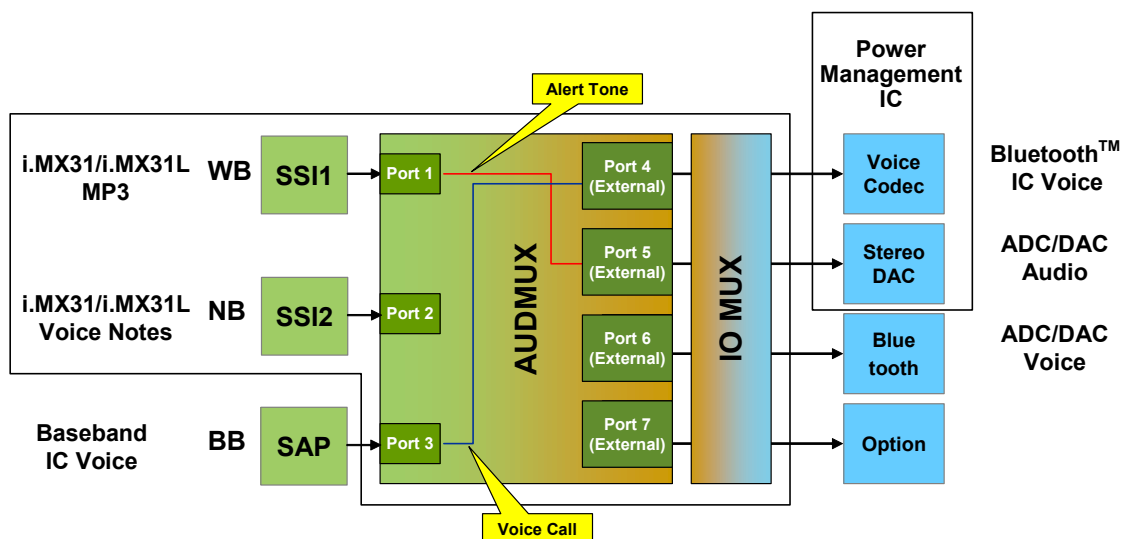 Power
Management
IC
Alert Tone
i.MX31/i.MX31L
MP3
WB
SSI1
Port 1
Port 4
(External)
Voice
Codec
Bluetooth™
IC Voice
Port 5
(External)
Stereo
DAC
ADC/DAC
Audio
i.MX31/i.MX31L
Voice Notes
NB
SSI2
Port 2
AUDMUX
IO MUX
Port 6
(External)
Blue
tooth
ADC/DAC
Voice
Baseband
IC Voice
BB
SAP
Port 3
Port 7
(External)
Option
Voice Call